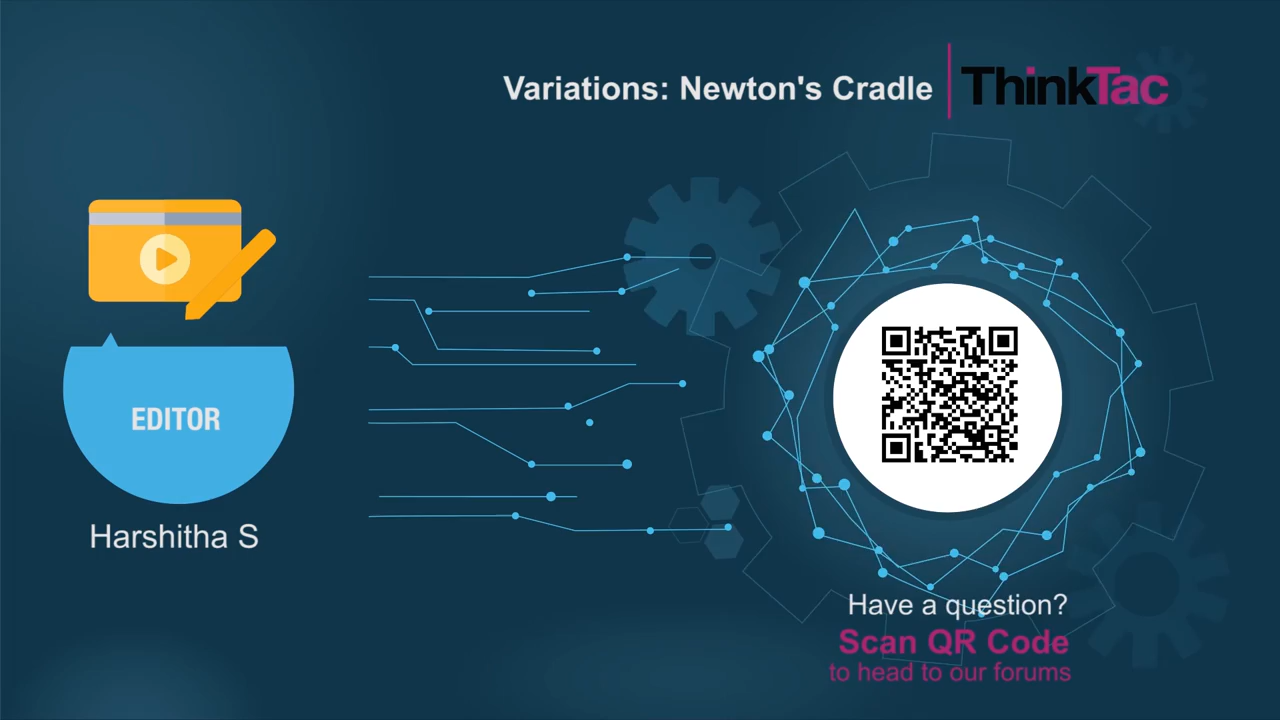 Variations: Newton's Cradle
ThinkTac
EDITOR
Harshitha S
Have a question?
Scan QR Code
to head to our forums